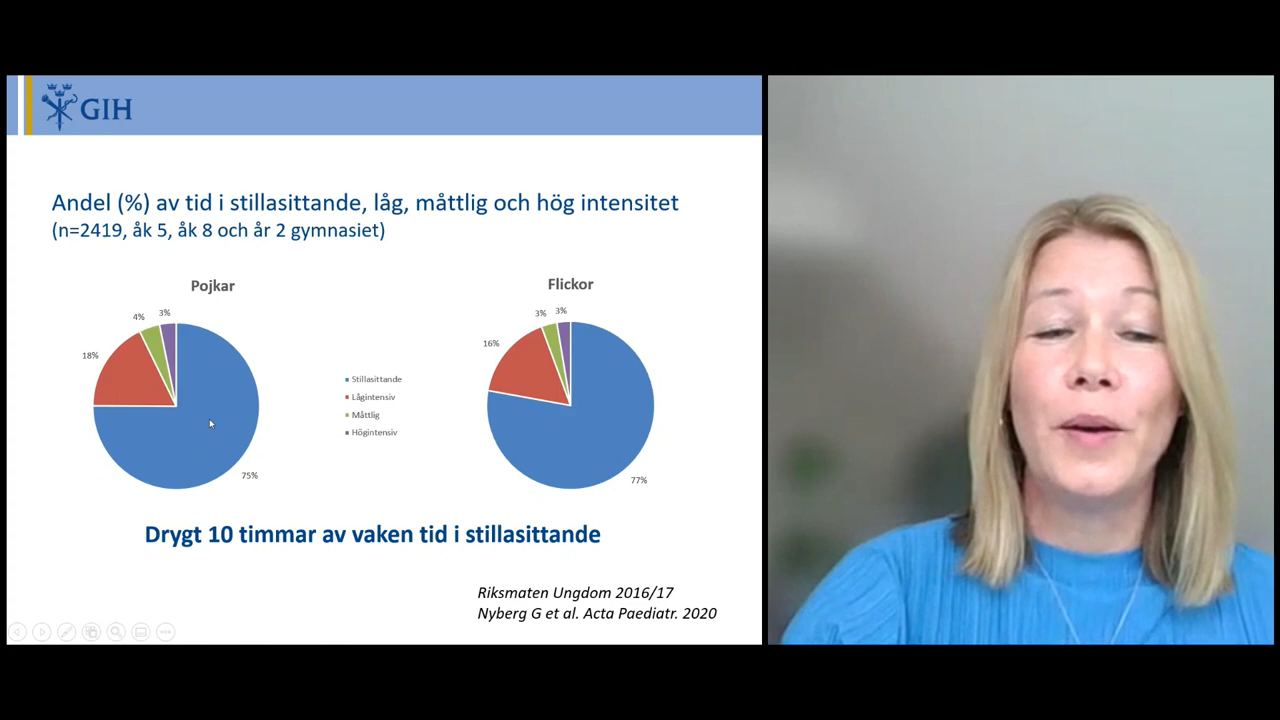 GIH
Andel (%) av tid i stillasittande, låg, måttlig och hög intensitet
(n=2419, åk 5, åk 8 och år 2 gymnasiet)
Pojkar
4%
3%
18%
75%
Stillasittande
Lågintensiv
Måttlig
Högintensiv
Flickor
3%
3%
16%
77%
Drygt 10 timmar av vaken tid i stillasittande
Riksmaten Ungdom 2016/17
Nyberg G et al. Acta Paediatr. 2020